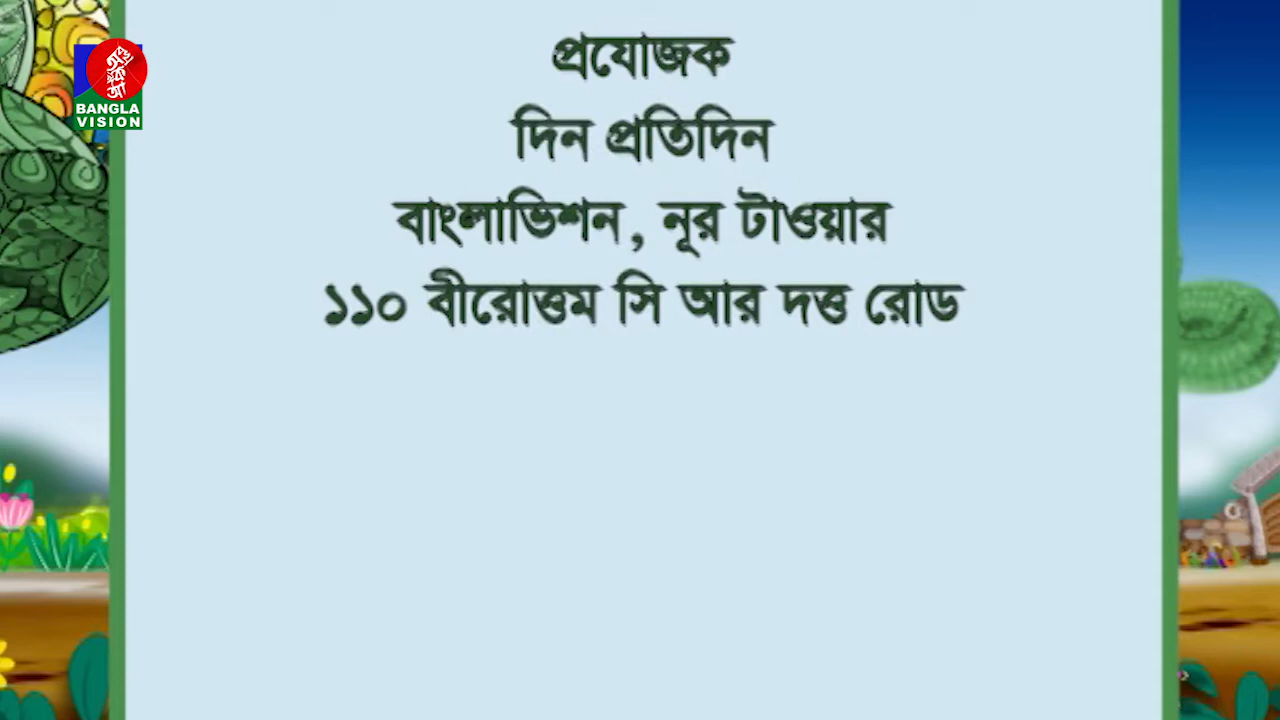 প্রযোজক
দিন প্রতিদিন
বাংলাভিশন, নূর টাওয়ার
১১০ বীরোত্তম সি আর দত্ত রোড
BANGLA
VISION